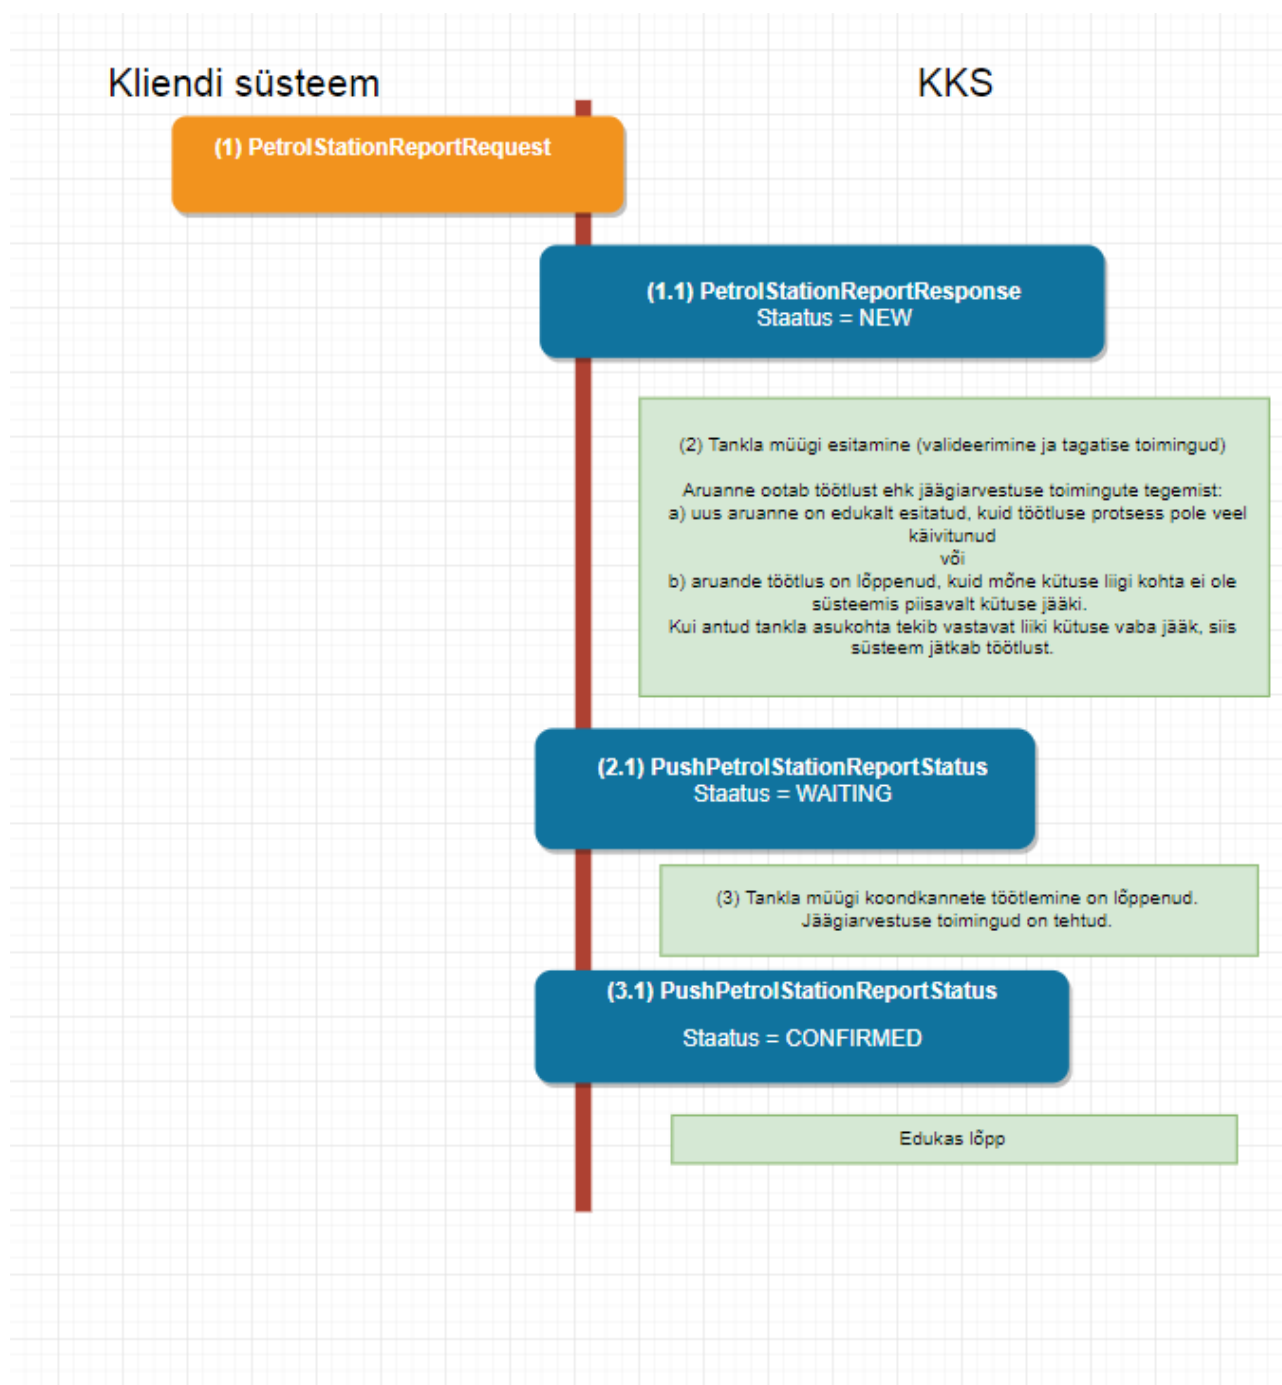 Kliendi süsteem
KKS
(1) PetrolStationReportRequest
(1.1) PetrolStationReportResponse
Staatus = NEW
(2) Tankla müügi esitamine (valideerimine ja tagatise toimingud)
Aruanne ootab töötlust ehk jäägiarvestuse toimingute tegemist:
a) uus aruanne on edukalt esitatud, kuid töötluse protsess pole veel
käivitunud
või
b) aruande töötlus on lõppenud, kuid mõne kütuse liigi kohta ei ole
süsteemis piisavalt kütuse jääki.
Kui antud tankla asukohta tekib vastavat liiki kütuse vaba jääk, siis
süsteem jätkab töötlust.
(2.1) PushPetrolStationReportStatus
Staatus = WAITING
(3) Tankla müügi koondkannete töötlemine on lõppenud.
Jäägiarvestuse toimingud on tehtud.
(3.1) PushPetrolStationReportStatus
Staatus = CONFIRMED
Edukas lõpp